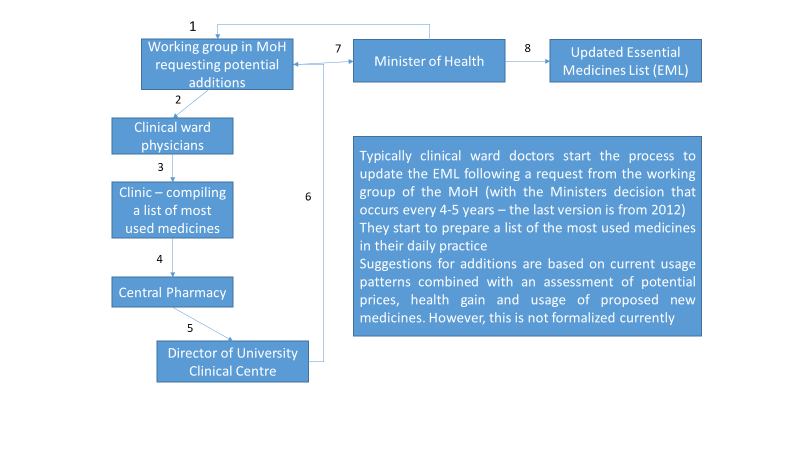 1
Working group in MoH
requesting potential
additions
7
Minister of Health
8
Updated Essential
Medicines List (EML)
2
Clinical ward
physicians
3
Clinic – compiling
a list of most
used medicines
6
4
Central Pharmacy
5
Director of University
Clinical Centre
Typically clinical ward doctors start the process to
update the EML following a request from the working
group of the MoH (with the Ministers decision that
occurs every 4-5 years – the last version is from 2012)
They start to prepare a list of the most used medicines
in their daily practice
Suggestions for additions are based on current usage
patterns combined with an assessment of potential
prices, health gain and usage of proposed new
medicines. However, this is not formalized currently